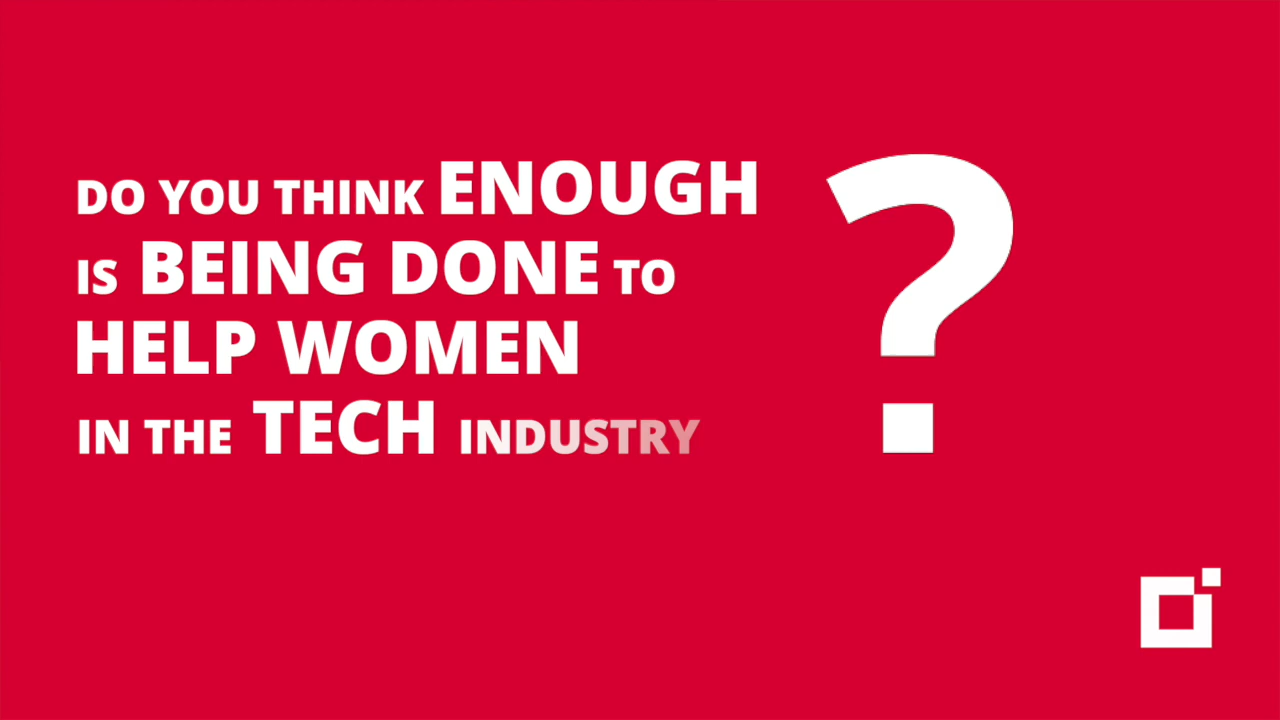 DO YOU THINK ENOUGH
IS BEING DONE TO
HELP WOMEN
IN THE TECH INDUSTRY
?